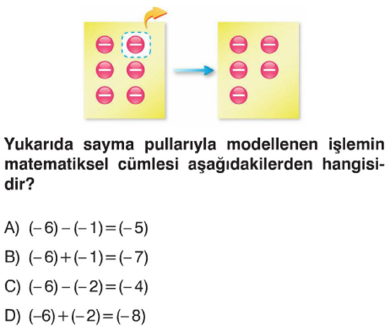 Yukarıda sayma pullarıyla modellenen işlemin
matematiksel cümlesi aşağıdakilerden hangisi-
dir?
A) (– 6) – (– 1) = (– 5)
B) (– 6) + (– 1) = (– 7)
C) (– 6) – (– 2) = (– 4)
D) (–6) + (– 2) = (– 8)